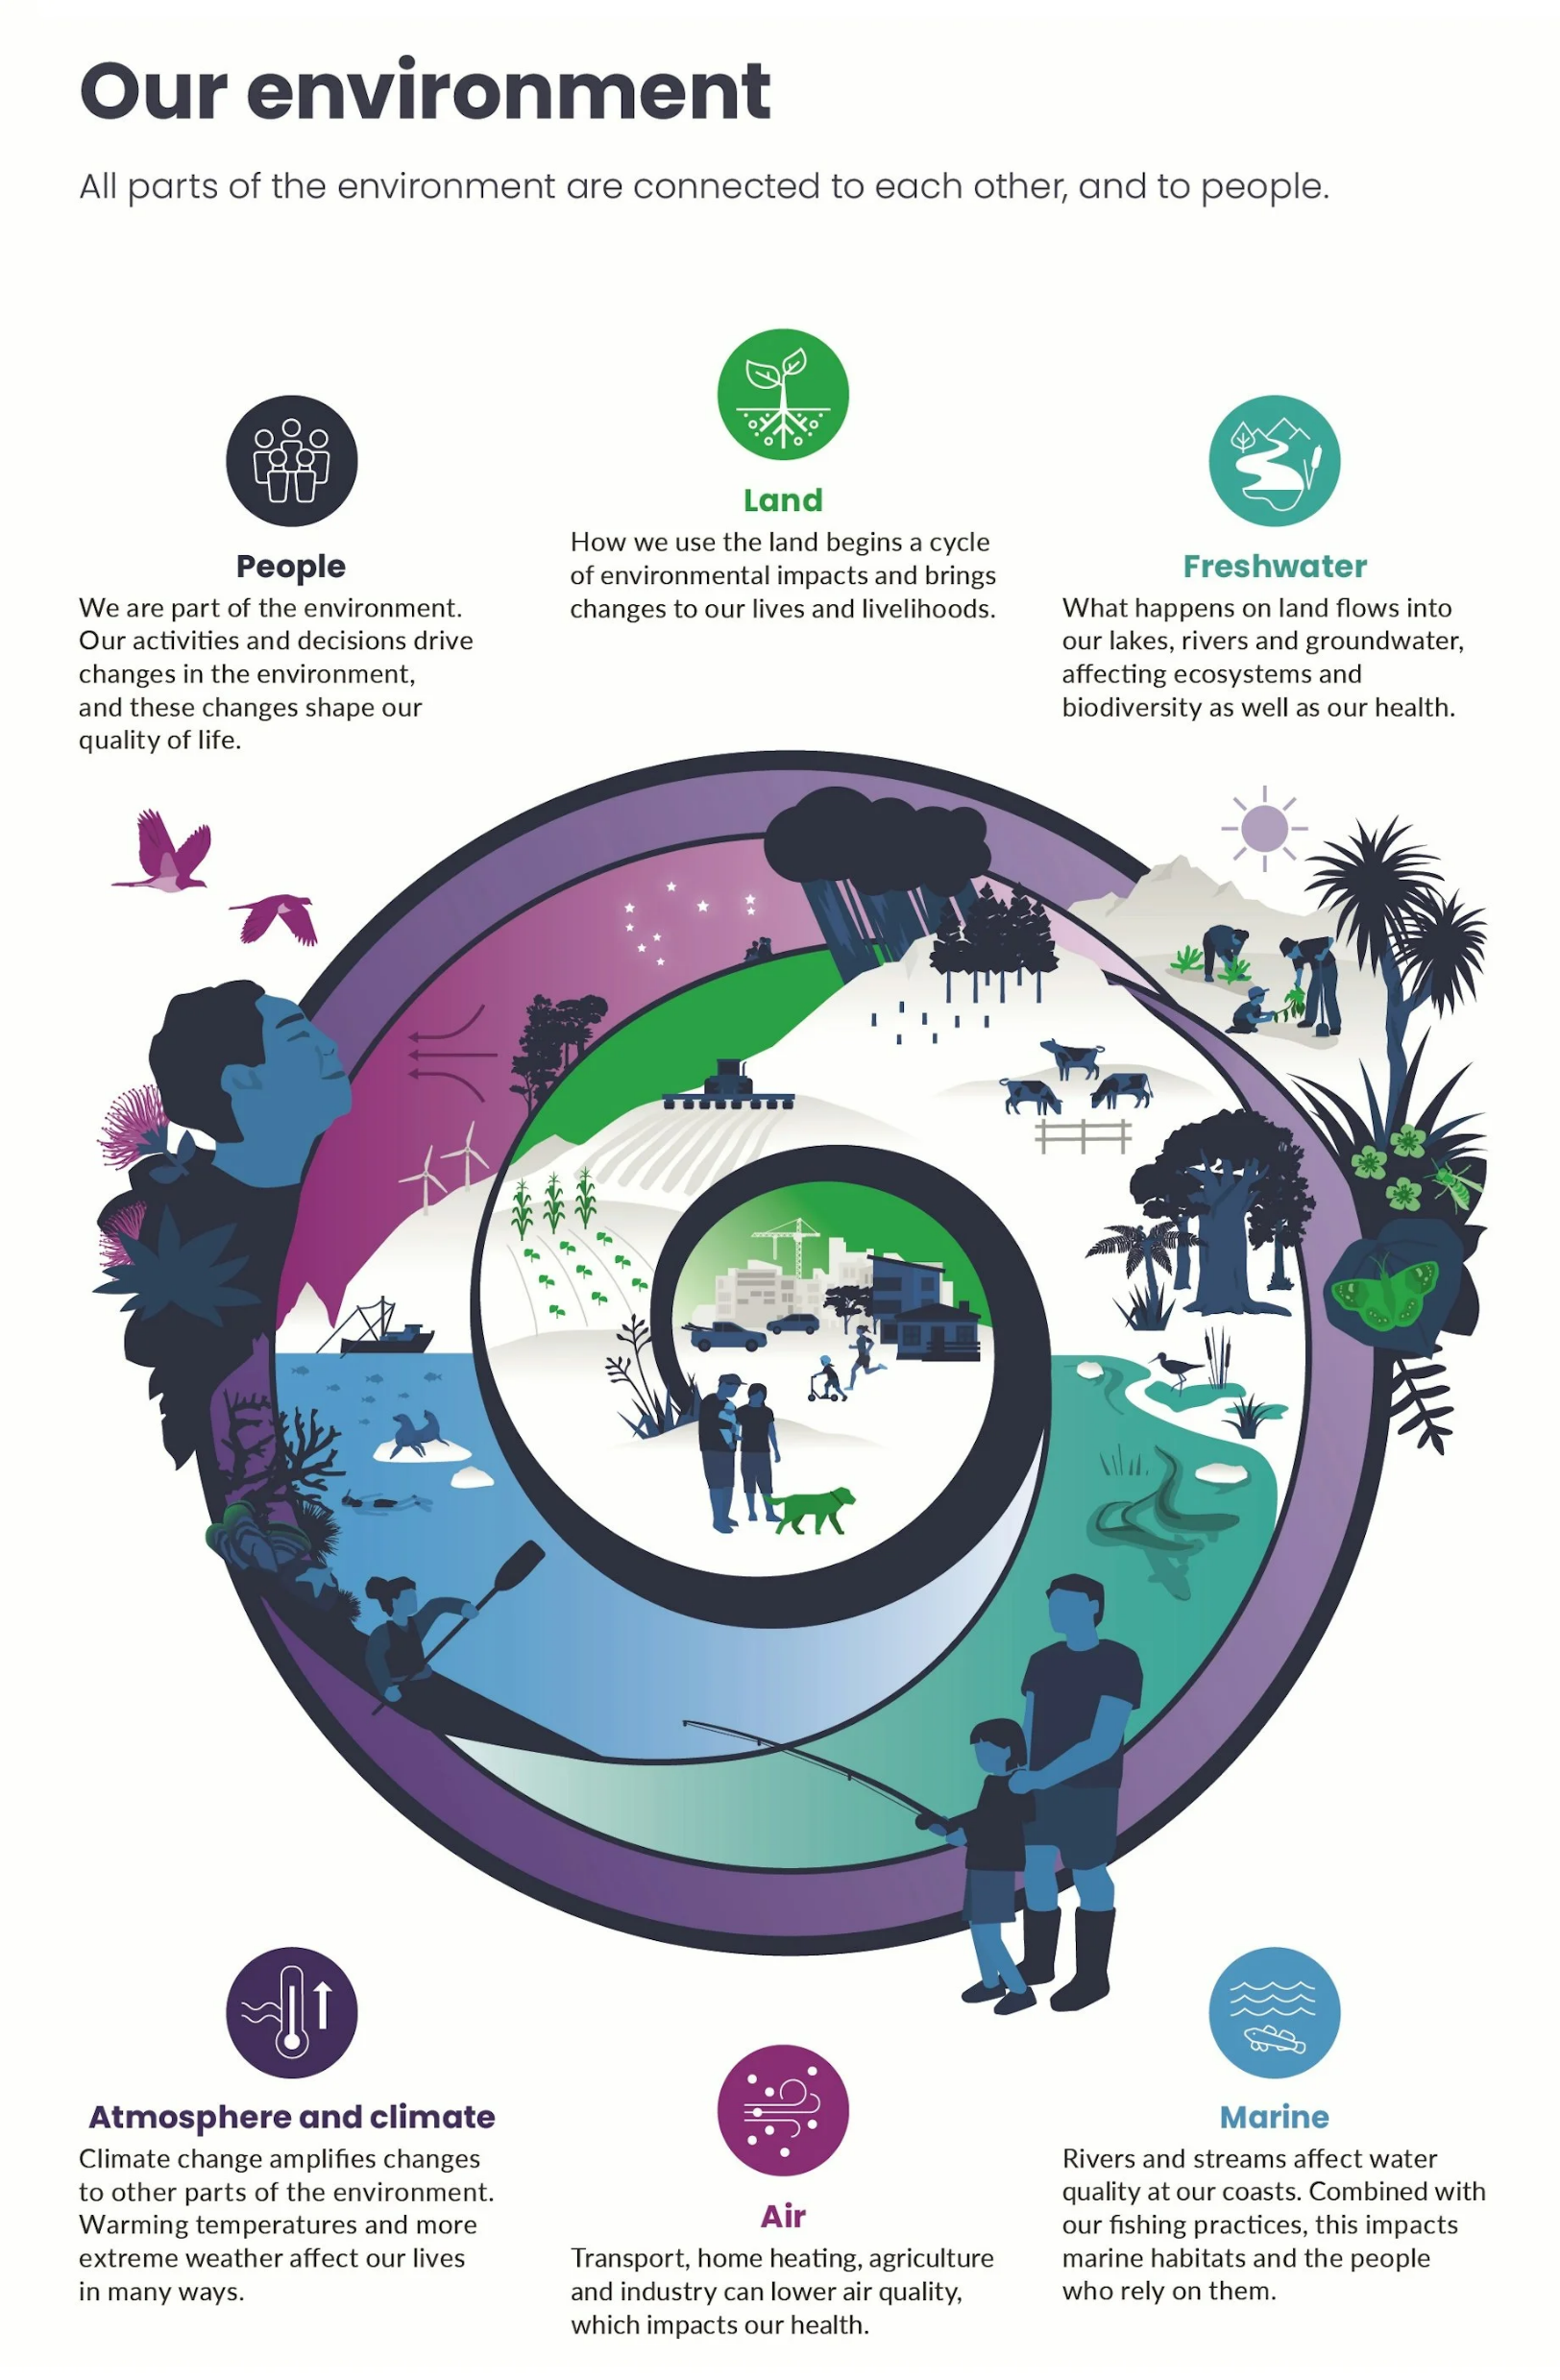 Our environment
All parts of the environment are connected to each other, and to people.
People
We are part of the environment.
Our activities and decisions drive
changes in the environment,
and these changes shape our
quality of life.
Land
How we use the land begins a cycle
of environmental impacts and brings
changes to our lives and livelihoods.
Freshwater
What happens on land flows into
our lakes, rivers and groundwater,
affecting ecosystems and
biodiversity as well as our health.
Atmosphere and climate
Climate change amplifies changes
to other parts of the environment.
Warming temperatures and more
extreme weather affect our lives
in many ways.
Air
Transport, home heating, agriculture
and industry can lower air quality,
which impacts our health.
Marine
Rivers and streams affect water
quality at our coasts. Combined with
our fishing practices, this impacts
marine habitats and the people
who rely on them.